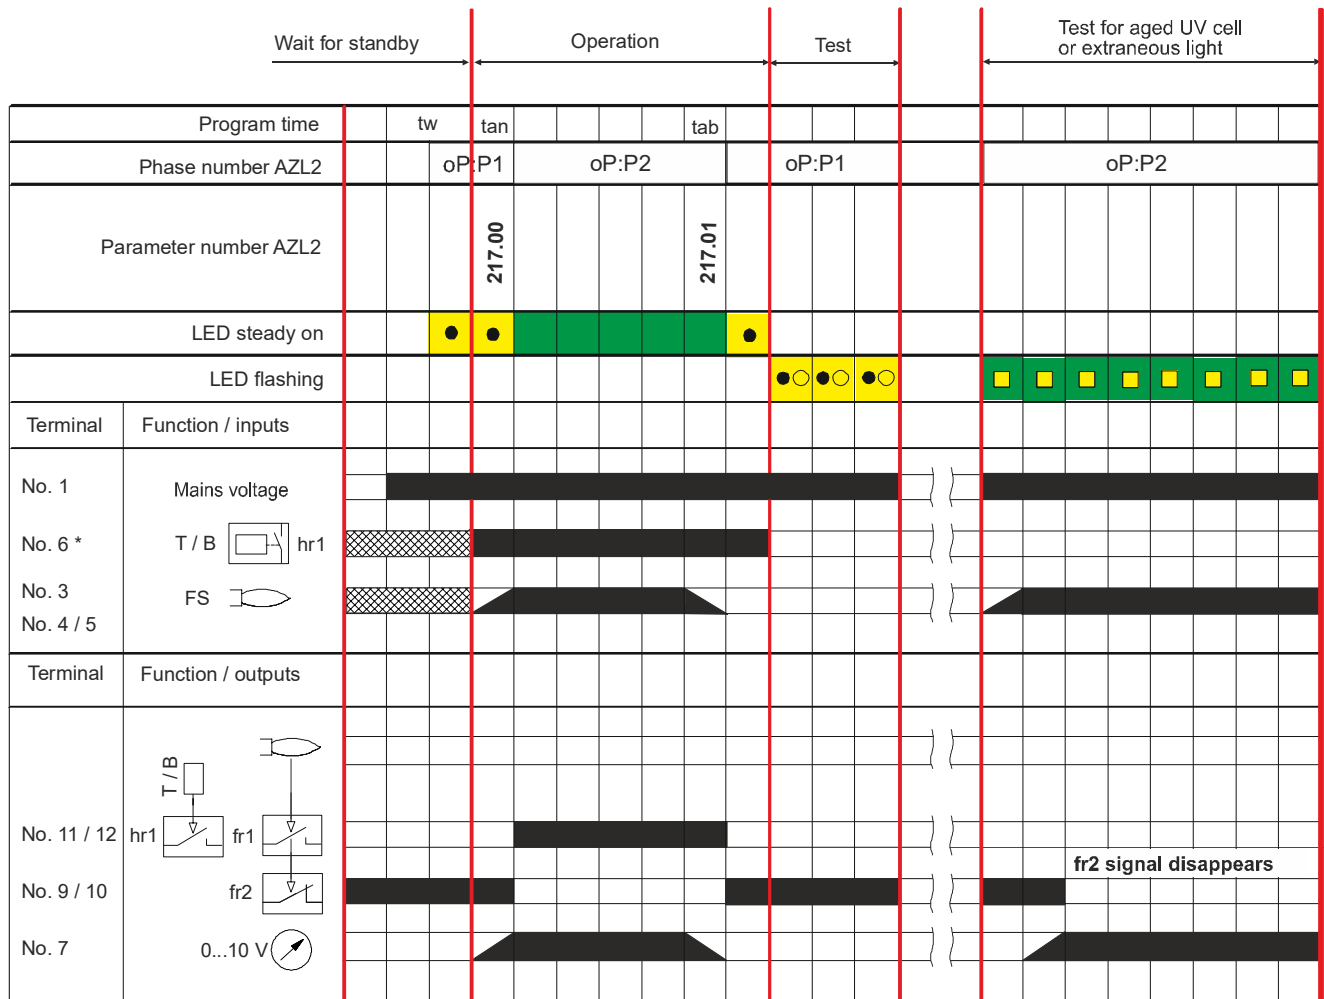 Wait for standby
Operation
Test
Test for aged UV cell
or extraneous light
Program time
tw
tan
tab
Phase number AZL2
oP:P1
oP:P2
oP:P1
oP:P2
Parameter number AZL2
217.00
217.01
LED steady on
LED flashing
Terminal
Function / inputs
No. 1
Mains voltage
No. 6 *
T / B
hr1
No. 3
FS
No. 4 / 5
Terminal
Function / outputs
T / B
No. 11 / 12
hr1
fr1
fr2 signal disappears
No. 9 / 10
fr2
No. 7
0...10 V